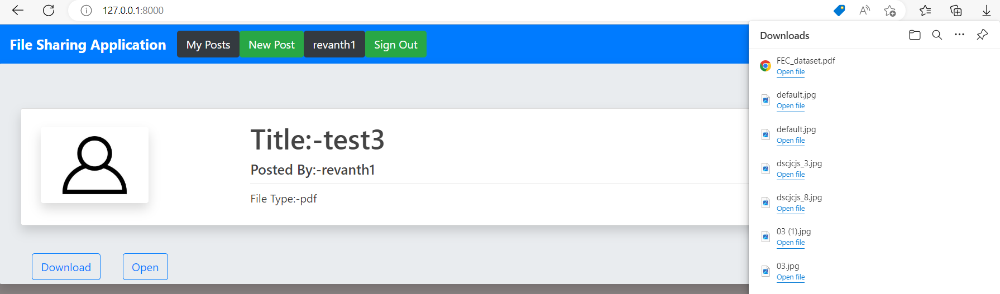 127.0.0.1:8000
File Sharing Application My Posts New Post revanth1 Sign Out
Title:-test3
Posted By:-revanth1
File Type:-pdf
Download Open
Downloads
FEC_dataset.pdf
Open file
default.jpg
Open file
default.jpg
Open file
dscjcjs_3.jpg
Open file
dscjcjs_8.jpg
Open file
03 (1).jpg
Open file
03.jpg
Open file